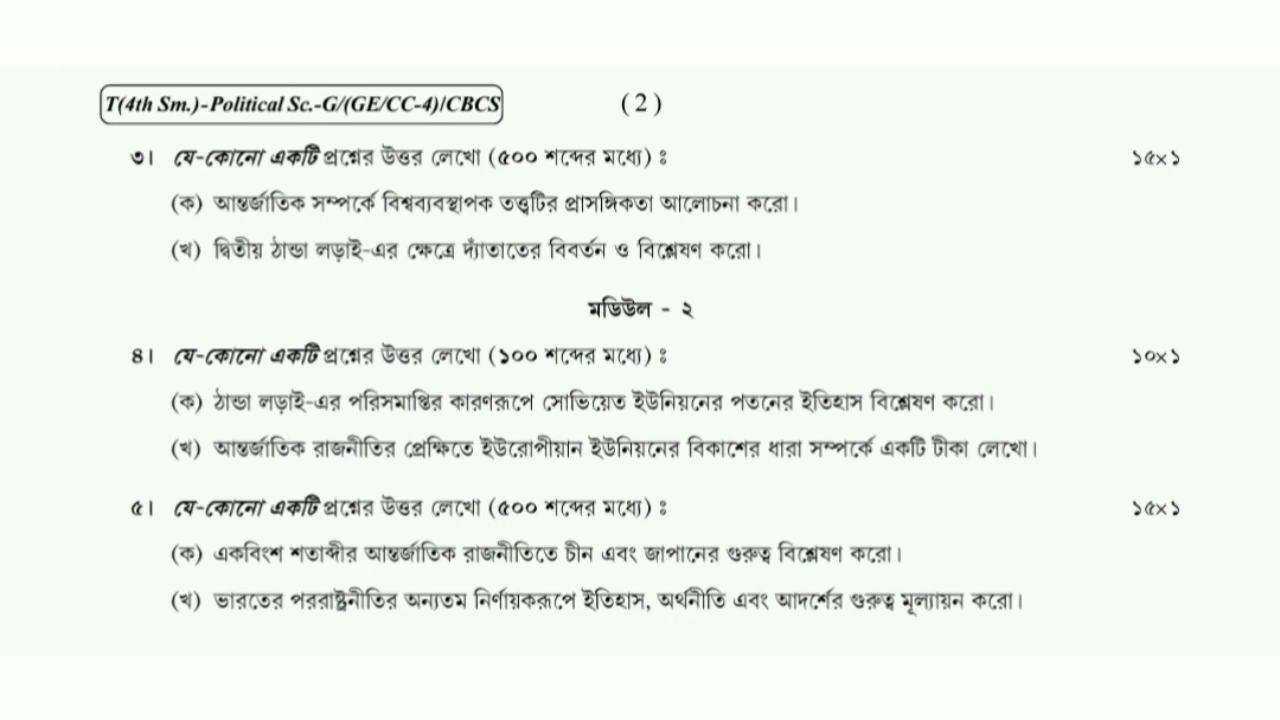 T(4th Sm.)-Political Sc.-G/(GE/CC-4)/CBCS (2)
৩। যে-কোনো একটি প্রশ্নের উত্তর লেখো (৫০০ শব্দের মধ্যে) ঃ ১৫×১
(ক) আন্তর্জাতিক সম্পর্কে বিশ্বব্যবস্থাপক তত্ত্বটির প্রাসঙ্গিকতা আলোচনা করো।
(খ) দ্বিতীয় ঠান্ডা লড়াই-এর ক্ষেত্রে দ্যঁতাতের বিবর্তন ও বিশ্লেষণ করো।
মডিউল - ২
৪। যে-কোনো একটি প্রশ্নের উত্তর লেখো (১০০ শব্দের মধ্যে) ঃ ১০×১
(ক) ঠান্ডা লড়াই-এর পরিসমাপ্তির কারণরূপে সোভিয়েত ইউনিয়নের পতনের ইতিহাস বিশ্লেষণ করো।
(খ) আন্তর্জাতিক রাজনীতির প্রেক্ষিতে ইউরোপীয়ান ইউনিয়নের বিকাশের ধারা সম্পর্কে একটি টীকা লেখো।
৫। যে-কোনো একটি প্রশ্নের উত্তর লেখো (৫০০ শব্দের মধ্যে) ঃ ১৫×১
(ক) একবিংশ শতাব্দীর আন্তর্জাতিক রাজনীতিতে চীন এবং জাপানের গুরুত্ব বিশ্লেষণ করো।
(খ) ভারতের পররাষ্ট্রনীতির অন্যতম নির্ণায়করূপে ইতিহাস, অর্থনীতি এবং আদর্শের গুরুত্ব মূল্যায়ন করো।